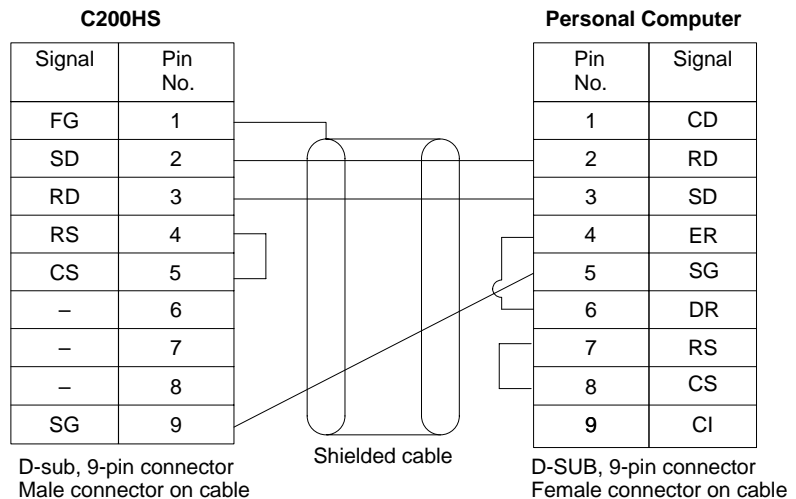 C200HS
Personal Computer
Signal Pin No.
FG 1
SD 2
RD 3
RS 4
CS 5
– 6
– 7
– 8
SG 9
Pin No. Signal
1 CD
2 RD
3 SD
4 ER
5 SG
6 DR
7 RS
8 CS
9 CI
Shielded cable
D-sub, 9-pin connector
Male connector on cable
D-SUB, 9-pin connector
Female connector on cable